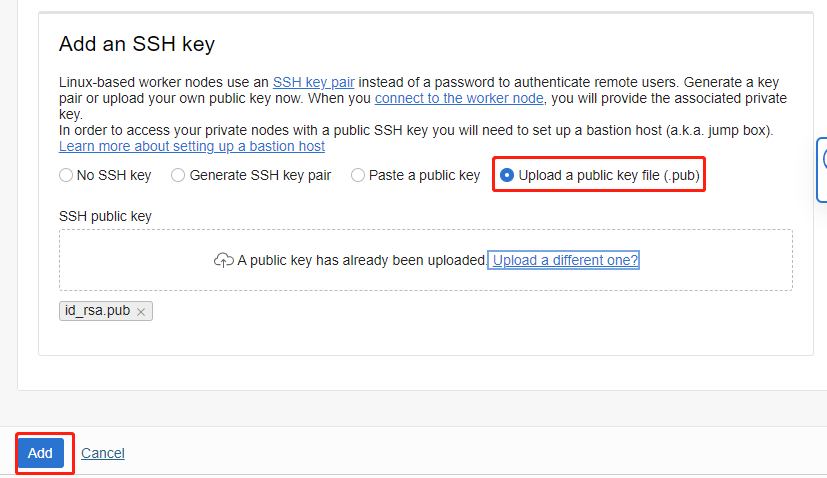 Add an SSH key
Linux-based worker nodes use an SSH key pair instead of a password to authenticate remote users. Generate a key
pair or upload your own public key now. When you connect to the worker node, you will provide the associated private
key.
In order to access your private nodes with a public SSH key you will need to set up a bastion host (a.k.a. jump box).
Learn more about setting up a bastion host
No SSH key Generate SSH key pair Paste a public key Upload a public key file (.pub)
SSH public key
A public key has already been uploaded. Upload a different one?
id_rsa.pub ×
Add Cancel